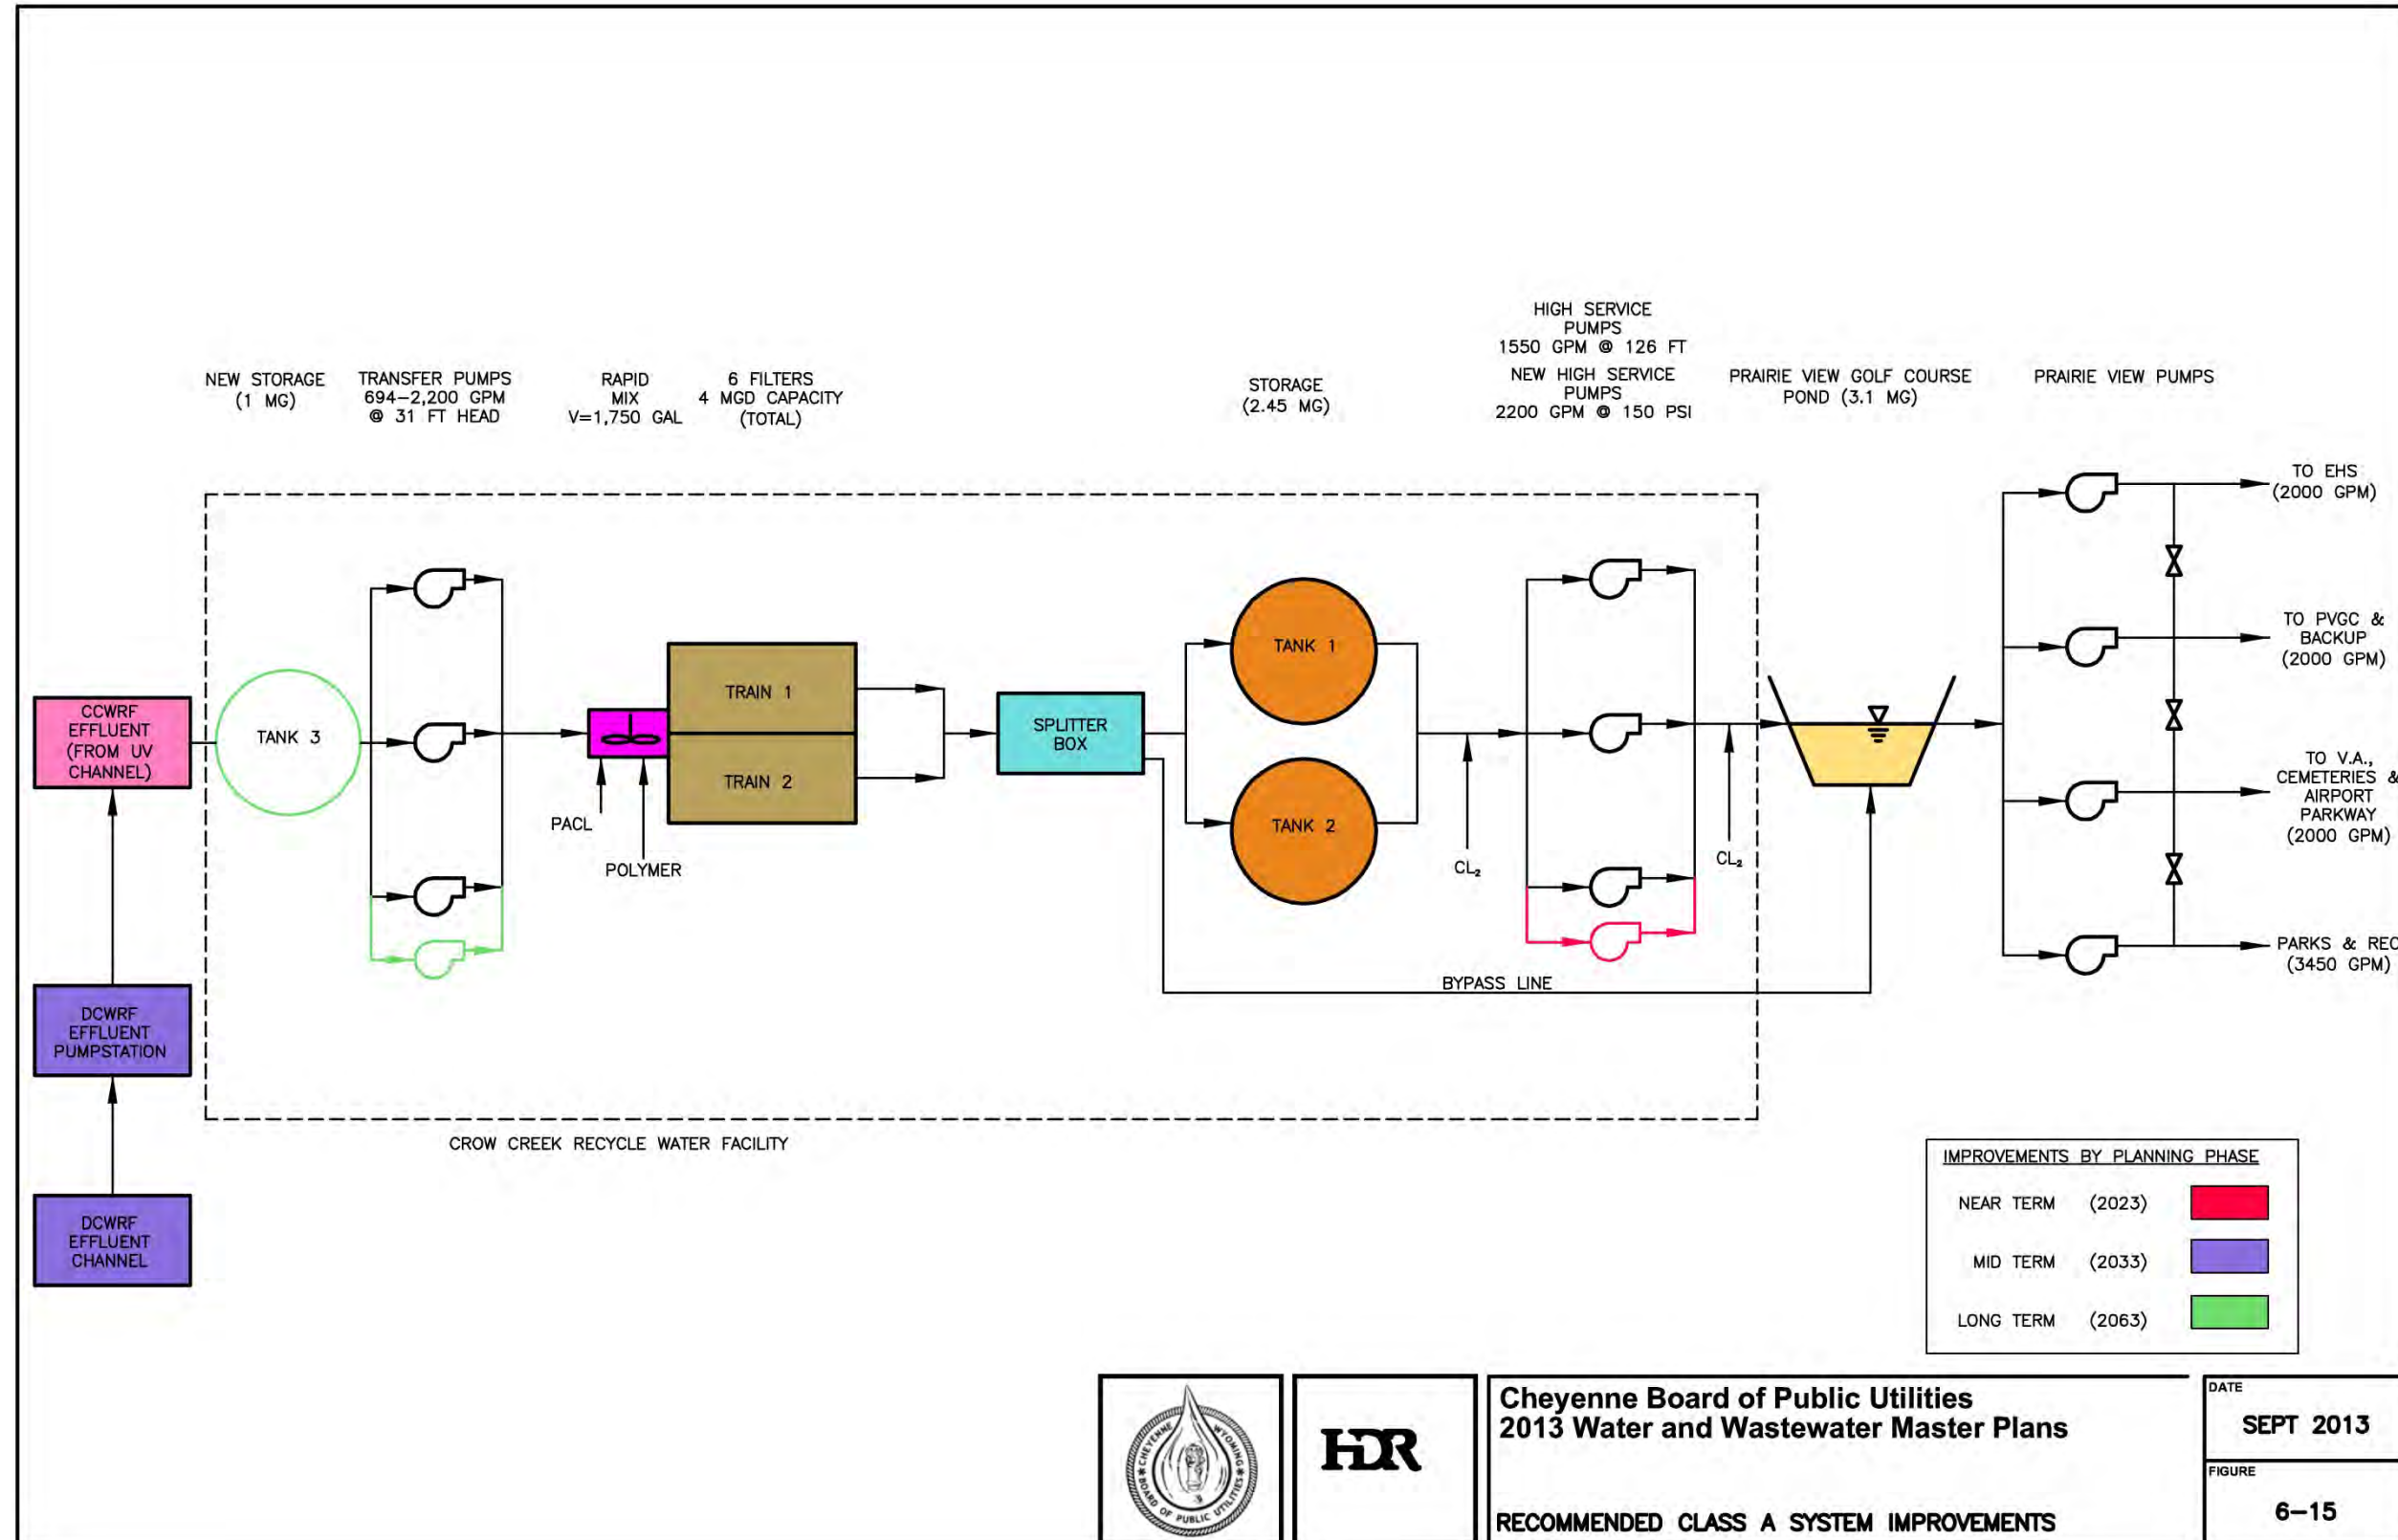 NEW STORAGE
(1 MG)
TRANSFER PUMPS
694-2,200 GPM
@ 31 FT HEAD
RAPID
MIX
V=1,750 GAL
6 FILTERS
4 MGD CAPACITY
(TOTAL)
STORAGE
(2.45 MG)
HIGH SERVICE
PUMPS
1550 GPM @ 126 FT
NEW HIGH SERVICE
PUMPS
2200 GPM @ 150 PSI
PRAIRIE VIEW GOLF COURSE
POND (3.1 MG)
PRAIRIE VIEW PUMPS
CCWRF
EFFLUENT
(FROM UV
CHANNEL)
DCWRF
EFFLUENT
PUMPSTATION
DCWRF
EFFLUENT
CHANNEL
TANK 3
PACL
POLYMER
TRAIN 1
TRAIN 2
SPLITTER
BOX
TANK 1
TANK 2
CL₂
CL₂
BYPASS LINE
TO EHS
(2000 GPM)
TO PVGC &
BACKUP
(2000 GPM)
TO V.A.,
CEMETERIES &
AIRPORT
PARKWAY
(2000 GPM)
PARKS & REC
(3450 GPM)
CROW CREEK RECYCLE WATER FACILITY
IMPROVEMENTS BY PLANNING PHASE
NEAR TERM (2023)
MID TERM (2033)
LONG TERM (2063)
CHEYENNE WYOMING
BOARD OF PUBLIC UTILITIES
HDR
Cheyenne Board of Public Utilities
2013 Water and Wastewater Master Plans
RECOMMENDED CLASS A SYSTEM IMPROVEMENTS
DATE
SEPT 2013
FIGURE
6-15